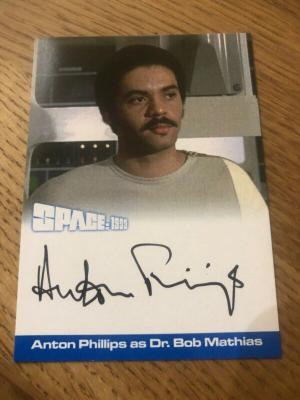 SPACE: 1999
Anton Phillips
Anton Phillips as Dr. Bob Mathias